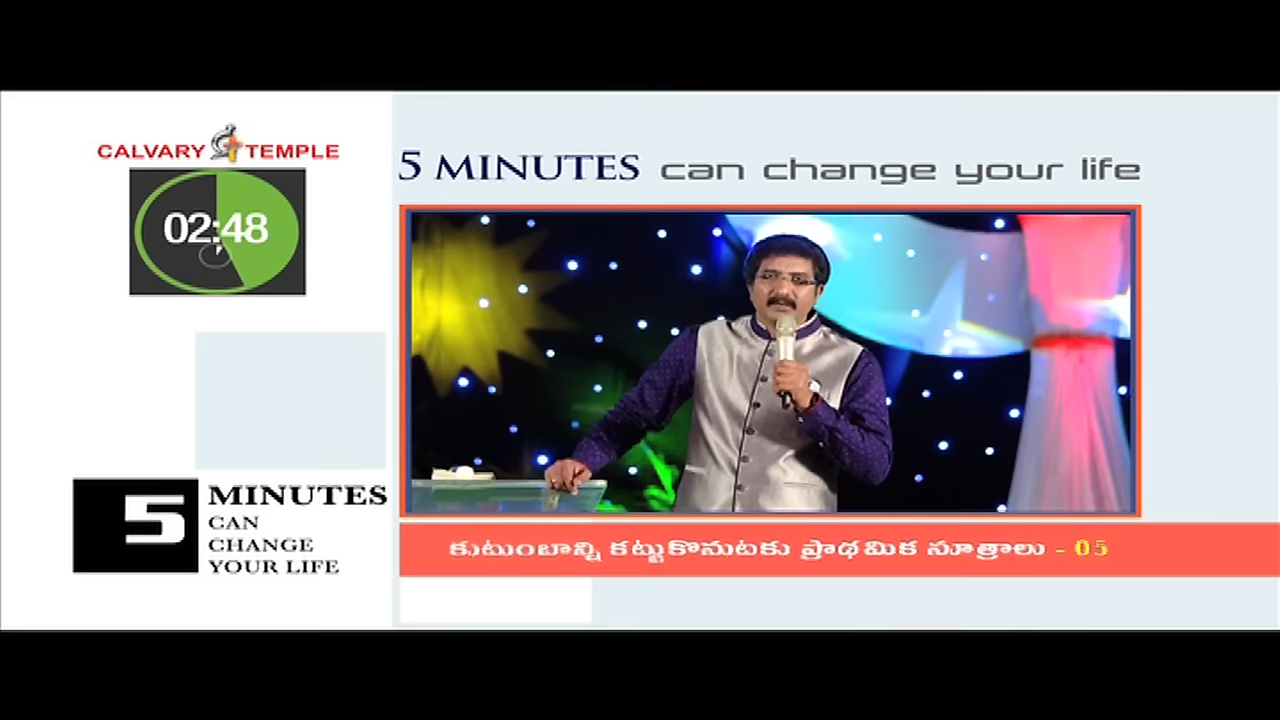 CALVARY TEMPLE
02:48
5 MINUTES can change your life
5 MINUTES
CAN
CHANGE
YOUR LIFE
కుటుంబాన్ని కట్టుకొనుటకు ప్రాథమిక సూత్రాలు - 05